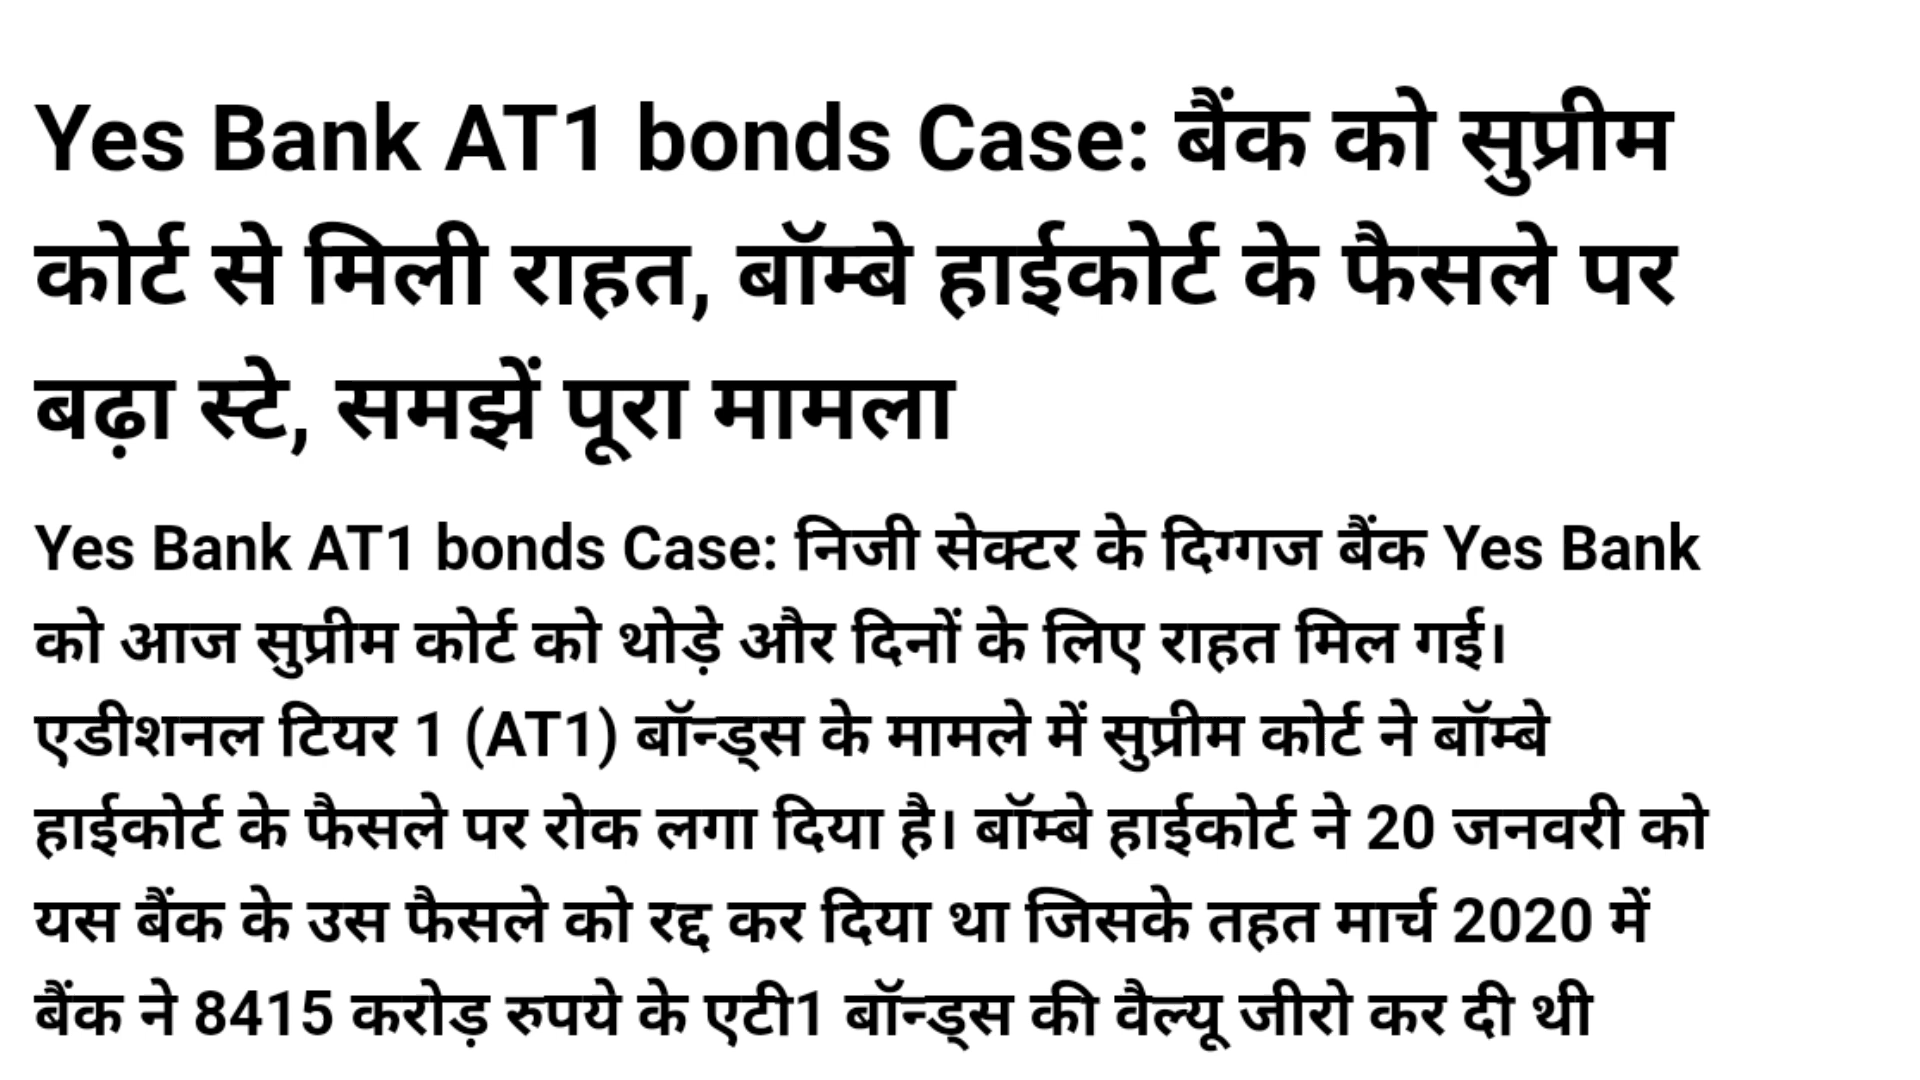 Yes Bank AT1 bonds Case: बैंक को सुप्रीम
कोर्ट से मिली राहत, बॉम्बे हाईकोर्ट के फैसले पर
बढ़ा स्टे, समझें पूरा मामला
Yes Bank AT1 bonds Case: निजी सेक्टर के दिग्गज बैंक Yes Bank
को आज सुप्रीम कोर्ट को थोड़े और दिनों के लिए राहत मिल गई।
एडीशनल टियर 1 (AT1) बॉन्ड्स के मामले में सुप्रीम कोर्ट ने बॉम्बे
हाईकोर्ट के फैसले पर रोक लगा दिया है। बॉम्बे हाईकोर्ट ने 20 जनवरी को
यस बैंक के उस फैसले को रद्द कर दिया था जिसके तहत मार्च 2020 में
बैंक ने 8415 करोड़ रुपये के एटी1 बॉन्ड्स की वैल्यू जीरो कर दी थी